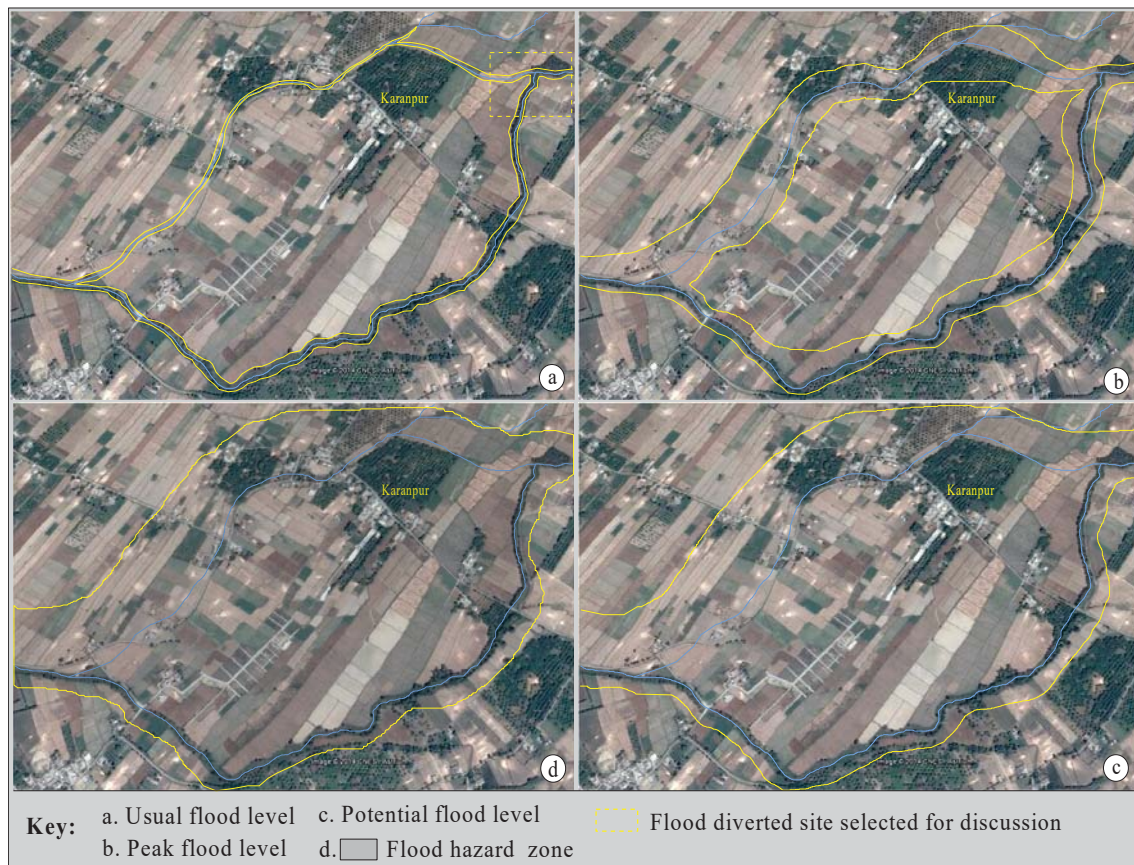 Karanpur
a
Karanpur
b
Karanpur
d
Karanpur
c
Key:
a. Usual flood level
c. Potential flood level
Flood diverted site selected for discussion
b. Peak flood level
d. Flood hazard zone